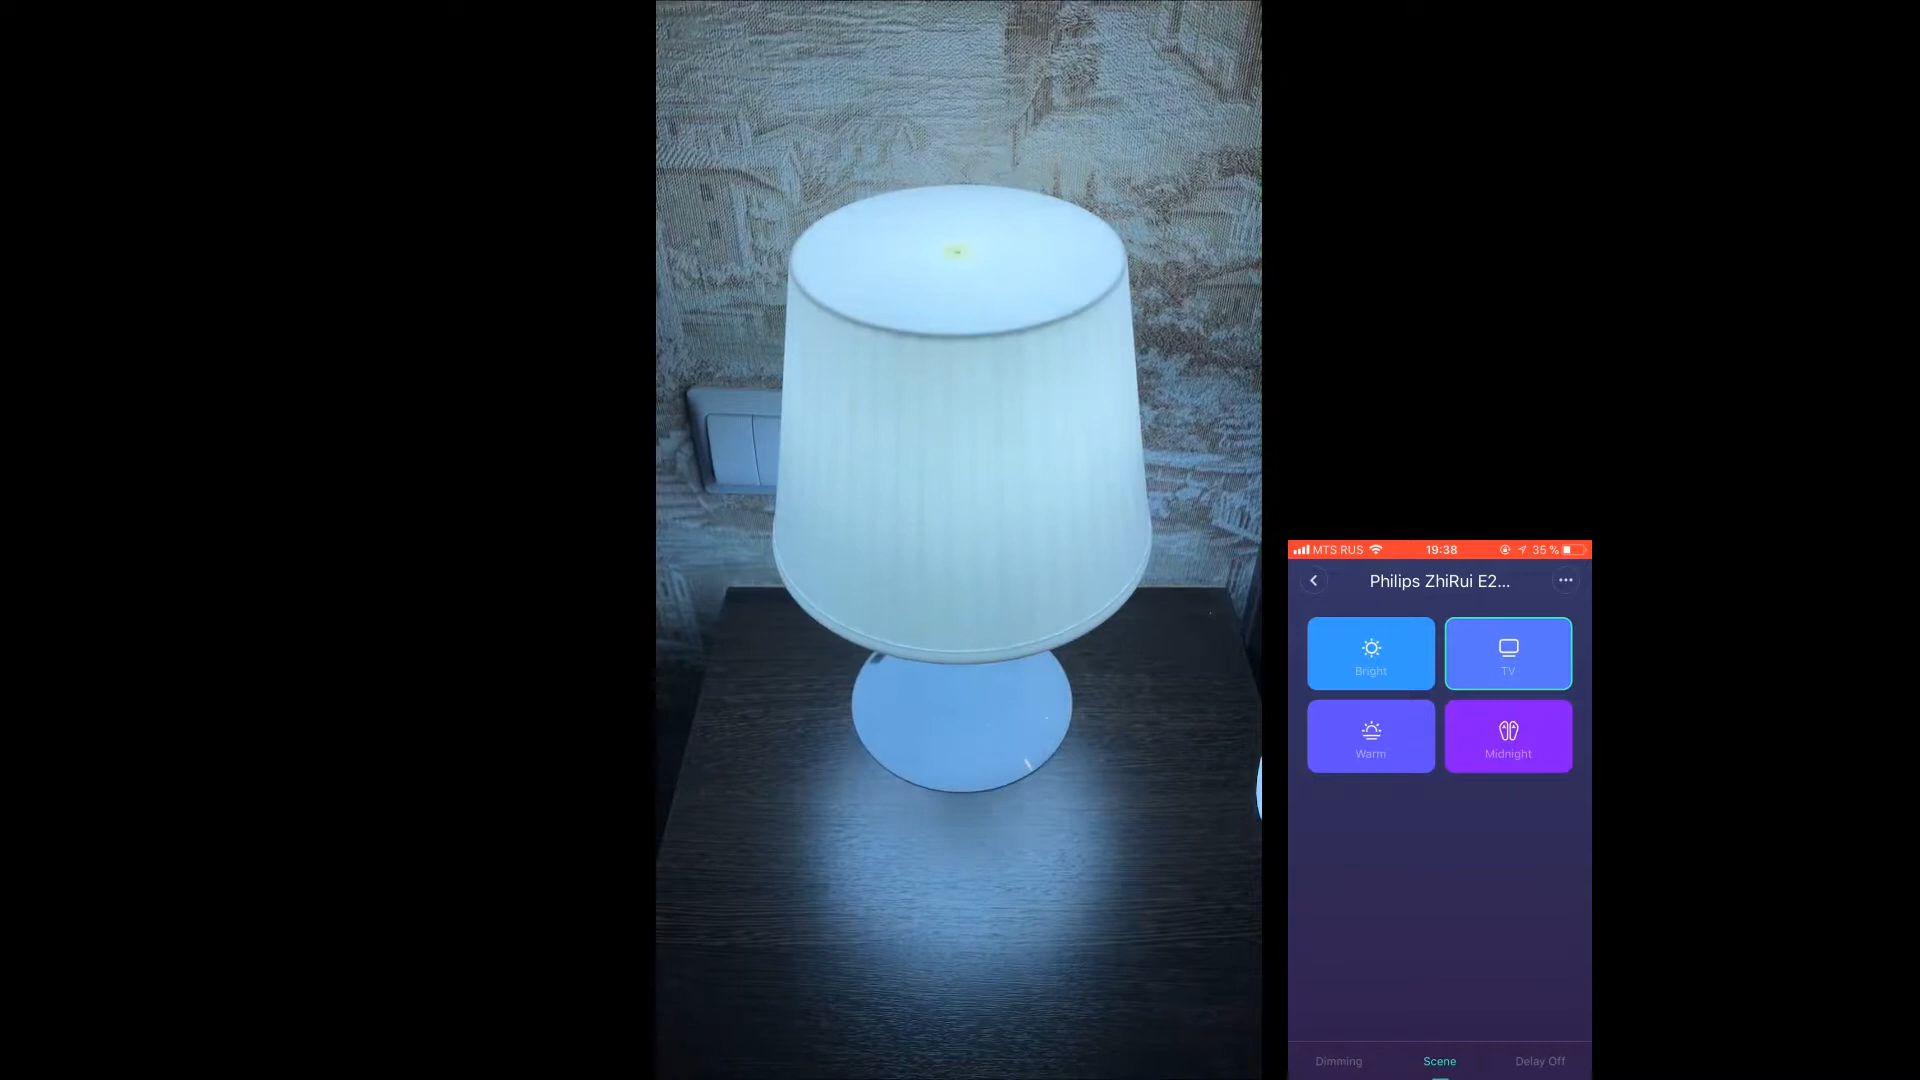 MTS RUS 19:38 35 %
Philips ZhiRui E2...
Bright TV
Warm Midnight
Dimming Scene Delay Off